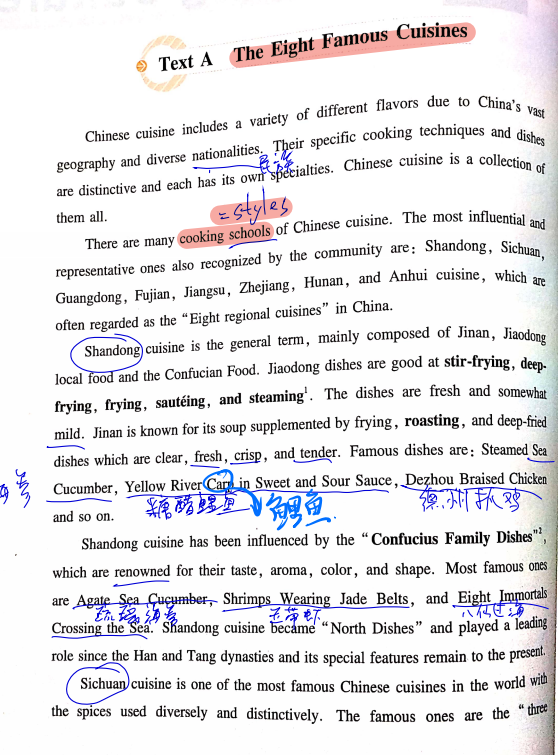 Text A The Eight Famous Cuisines
Chinese cuisine includes a variety of different flavors due to China's vast
geography and diverse nationalities. Their specific cooking techniques and dishes
民族
are distinctive and each has its own specialties. Chinese cuisine is a collection of
them all.
=styles
There are many cooking schools of Chinese cuisine. The most influential and
representative ones also recognized by the community are: Shandong, Sichuan,
Guangdong, Fujian, Jiangsu, Zhejiang, Hunan, and Anhui cuisine, which are
often regarded as the "Eight regional cuisines" in China.
Shandong cuisine is the general term, mainly composed of Jinan, Jiaodong
local food and the Confucian Food. Jiaodong dishes are good at stir-frying, deep-
frying, frying, sautéing, and steaming1. The dishes are fresh and somewhat
mild. Jinan is known for its soup supplemented by frying, roasting, and deep-fried
dishes which are clear, fresh, crisp, and tender. Famous dishes are: Steamed Sea
Cucumber, Yellow River Carp in Sweet and Sour Sauce, Dezhou Braised Chicken
糖醋鲤鱼 鲤鱼 德州扒鸡
and so on.
Shandong cuisine has been influenced by the "Confucius Family Dishes"2,
which are renowned for their taste, aroma, color, and shape. Most famous ones
are Agate Sea Cucumber, Shrimps Wearing Jade Belts, and Eight Immortals
海参 玉带虾 八仙过海
Crossing the Sea. Shandong cuisine became "North Dishes" and played a leading
role since the Han and Tang dynasties and its special features remain to the present.
Sichuan cuisine is one of the most famous Chinese cuisines in the world with
the spices used diversely and distinctively. The famous ones are the "three